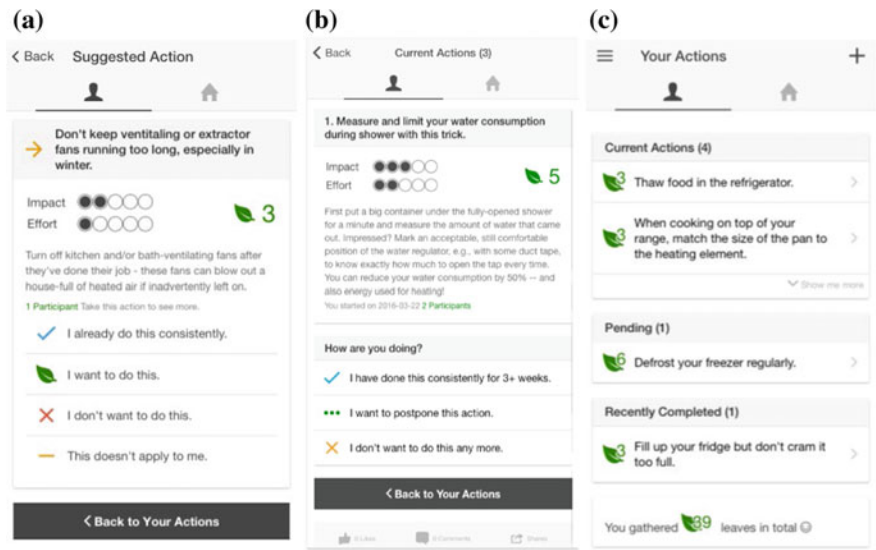 (a)
Back Suggested Action
Don't keep ventitaling or extractor
fans running too long, especially in
winter.
Impact
Effort
3
Turn off kitchen and/or bath-ventilating fans after
they've done their job - these fans can blow out a
house-full of heated air if inadvertently left on.
1 Participant Take this action to see more.
I already do this consistently.
I want to do this.
I don't want to do this.
This doesn't apply to me.
Back to Your Actions
(b)
Back Current Actions (3)
1. Measure and limit your water consumption
during shower with this trick.
Impact
Effort
5
First put a big container under the fully-opened shower
for a minute and measure the amount of water that came
out. Impressed? Mark an acceptable, still comfortable
position of the water regulator, e.g., with some duct tape,
to know exactly how much to open the tap every time.
You can reduce your water consumption by 50% -- and
also energy used for heating!
You started on 2016-03-22 2 Participants
How are you doing?
I have done this consistently for 3+ weeks.
I want to postpone this action.
I don't want to do this any more.
Back to Your Actions
0 Likes 0 Comments Shares
(c)
Your Actions
Current Actions (4)
3 Thaw food in the refrigerator.
3 When cooking on top of your
range, match the size of the pan to
the heating element.
Show me more
Pending (1)
6 Defrost your freezer regularly.
Recently Completed (1)
3 Fill up your fridge but don't cram it
too full.
You gathered 39 leaves in total